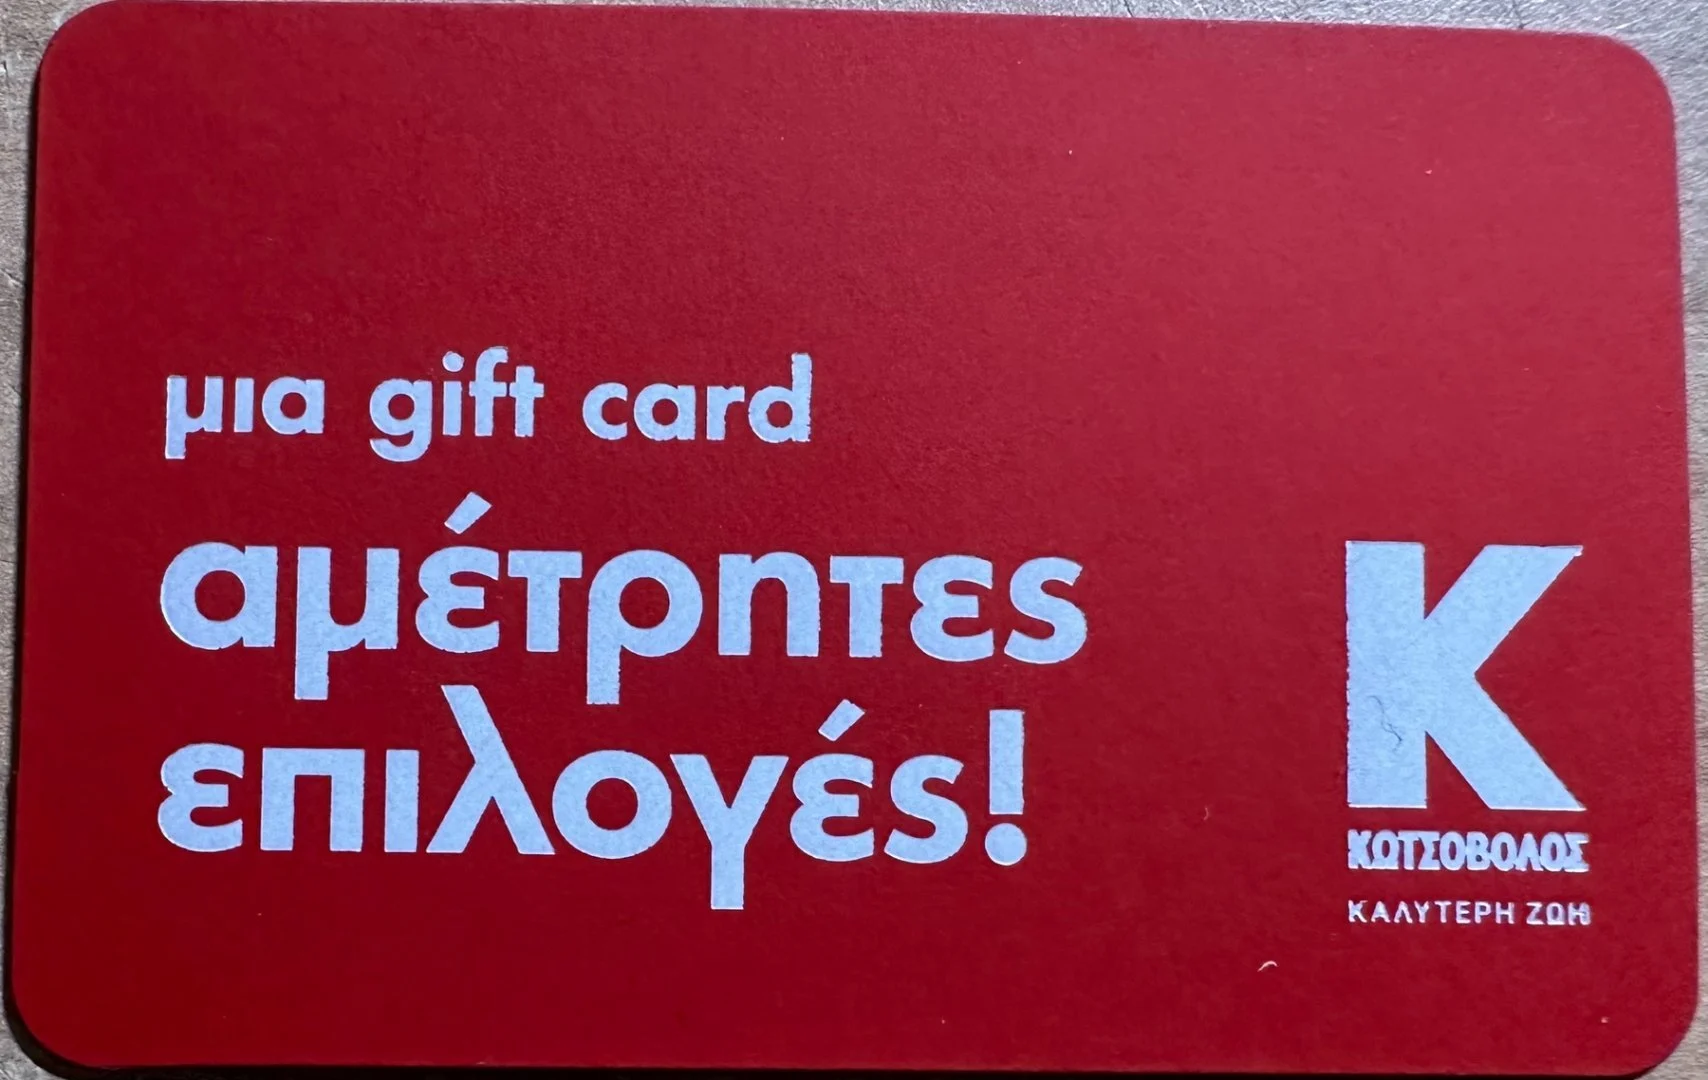 μια gift card
αμέτρητες
επιλογές!
Κ
ΚΩΤΣΟΒΟΛΟΣ
ΚΑΛΥΤΕΡΗ ΖΩΗ